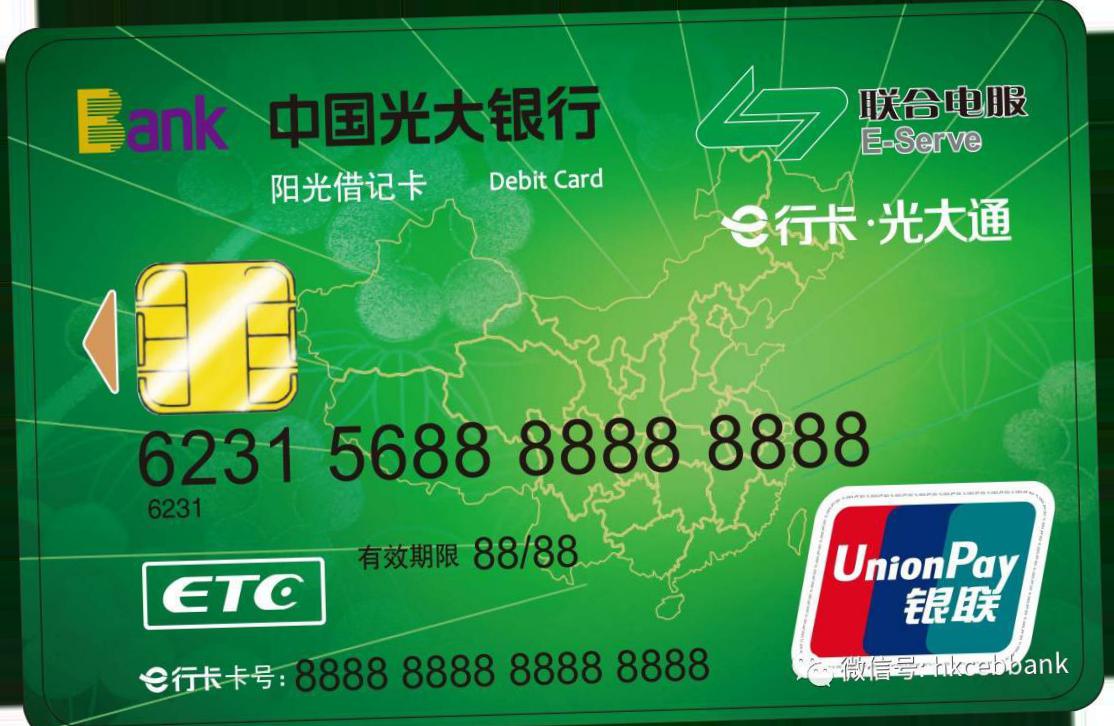 Bank 中国光大银行
阳光借记卡 Debit Card
联合电服
E-Serve
e行卡·光大通
6231 5688 8888 8888
6231
有效期限 88/88
ETC
UnionPay
银联
e行卡卡号: 8888 8888 8888 8888
微信号: hkcebbank